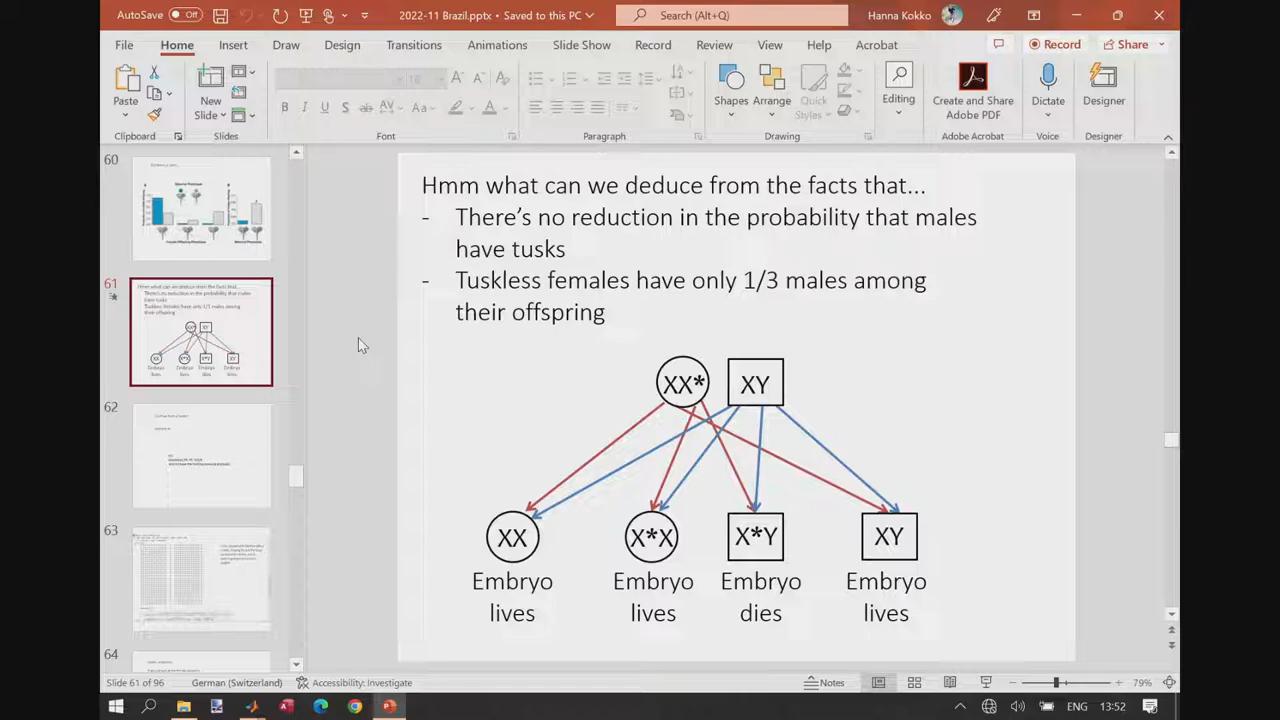 AutoSave Off 2022-11 Brazil.pptx • Saved to this PC Search (Alt+Q) Hanna Kokko
File Home Insert Draw Design Transitions Animations Slide Show Record Review View Help Acrobat Record Share
Paste New Slide Shapes Arrange Quick Styles Editing Create and Share Adobe PDF Dictate Designer
Clipboard Slides Font Paragraph Drawing Adobe Acrobat Voice Designer
60
61
62
63
64
Hmm what can we deduce from the facts that...
- There's no reduction in the probability that males
have tusks
- Tuskless females have only 1/3 males among
their offspring
XX* XY
XX X*X X*Y XY
Embryo Embryo Embryo Embryo
lives lives dies lives
Slide 61 of 96 German (Switzerland) Accessibility: Investigate Notes 79%
ENG 13:52